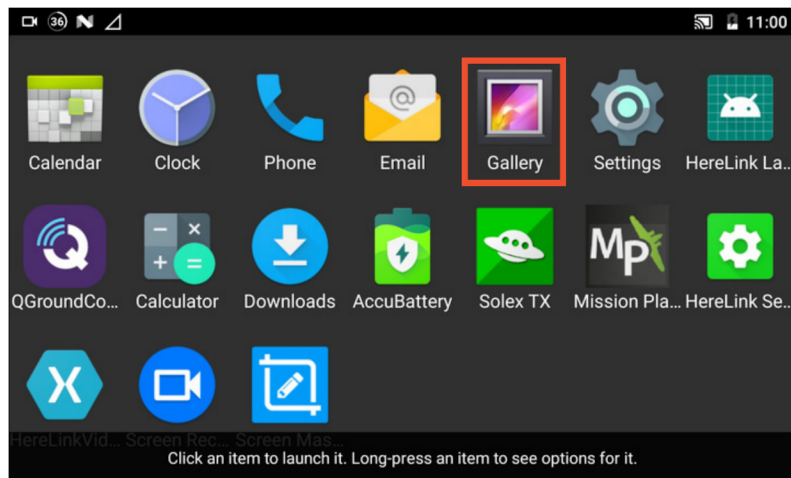 36 N 11:00
Calendar Clock Phone Email Gallery Settings HereLink La...
QGroundCo... Calculator Downloads AccuBattery Solex TX Mission Pla... HereLink Se...
HereLinkVid... Screen Rec... Screen Mas...
Click an item to launch it. Long-press an item to see options for it.